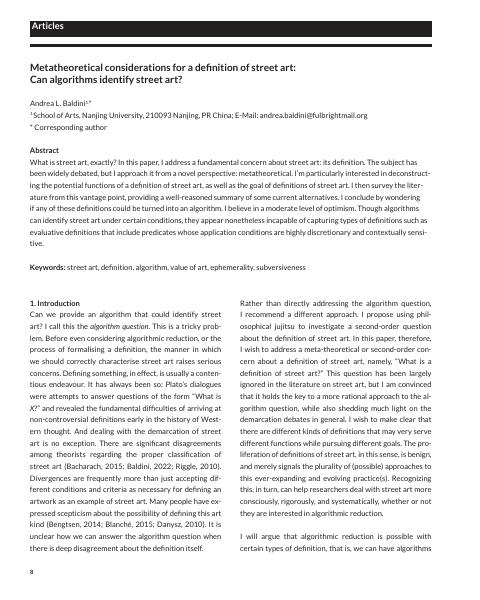 Articles
Metatheoretical considerations for a definition of street art:
Can algorithms identify street art?
Andrea L. Baldini¹,*
¹School of Arts, Nanjing University, 210093 Nanjing, PR China; E-Mail: andrea.baldini@fulbrightmail.org
* Corresponding author
Abstract
What is street art, exactly? In this paper, I address a fundamental concern about street art: its definition. The subject has
been widely debated, but I approach it from a novel perspective: metatheoretical. I'm particularly interested in deconstruct-
ing the potential functions of a definition of street art, as well as the goal of definitions of street art. I then survey the liter-
ature from this vantage point, providing a well-reasoned summary of some current alternatives. I conclude by wondering
if any of these definitions could be turned into an algorithm. I believe in a moderate level of optimism. Though algorithms
can identify street art under certain conditions, they appear nonetheless incapable of capturing types of definitions such as
evaluative definitions that include predicates whose application conditions are highly discretionary and contextually sensi-
tive.
Keywords: street art, definition, algorithm, value of art, ephemerality, subversiveness
1. Introduction
Can we provide an algorithm that could identify street
art? I call this the algorithm question. This is a tricky prob-
lem. Before even considering algorithmic reduction, or the
process of formalising a definition, the manner in which
we should correctly characterise street art raises serious
concerns. Defining something, in effect, is usually a conten-
tious endeavour. It has always been so: Plato's dialogues
were attempts to answer questions of the form "What is
X?" and revealed the fundamental difficulties of arriving at
non-controversial definitions early in the history of West-
ern thought. And dealing with the demarcation of street
art is no exception. There are significant disagreements
among theorists regarding the proper classification of
street art (Bacharach, 2015; Baldini, 2022; Riggle, 2010).
Divergences are frequently more than just accepting dif-
ferent conditions and criteria as necessary for defining an
artwork as an example of street art. Many people have ex-
pressed scepticism about the possibility of defining this art
kind (Bengtsen, 2014; Blanché, 2015; Danysz, 2010). It is
unclear how we can answer the algorithm question when
there is deep disagreement about the definition itself.
Rather than directly addressing the algorithm question,
I recommend a different approach. I propose using phil-
osophical jujitsu to investigate a second-order question
about the definition of street art. In this paper, therefore,
I wish to address a meta-theoretical or second-order con-
cern about a definition of street art, namely, "What is a
definition of street art?" This question has been largely
ignored in the literature on street art, but I am convinced
that it holds the key to a more rational approach to the al-
gorithm question, while also shedding much light on the
demarcation debates in general. I wish to make clear that
there are different kinds of definitions that may very serve
different functions while pursuing different goals. The pro-
liferation of definitions of street art, in this sense, is benign,
and merely signals the plurality of (possible) approaches to
this ever-expanding and evolving practice(s). Recognizing
this, in turn, can help researchers deal with street art more
consciously, rigorously, and systematically, whether or not
they are interested in algorithmic reduction.
I will argue that algorithmic reduction is possible with
certain types of definition, that is, we can have algorithms
8